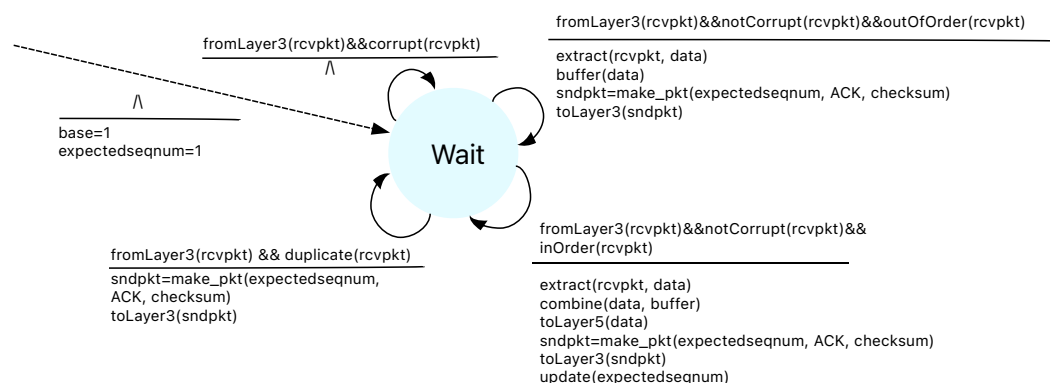 fromLayer3(rcvpkt)&&notCorrupt(rcvpkt)&&outOfOrder(rcvpkt)
extract(rcvpkt, data)
buffer(data)
sndpkt=make_pkt(expectedseqnum, ACK, checksum)
toLayer3(sndpkt)
fromLayer3(rcvpkt)&&corrupt(rcvpkt)
/\
/\
base=1
expectedseqnum=1
Wait
fromLayer3(rcvpkt) && duplicate(rcvpkt)
sndpkt=make_pkt(expectedseqnum,
ACK, checksum)
toLayer3(sndpkt)
fromLayer3(rcvpkt)&&notCorrupt(rcvpkt)&&
inOrder(rcvpkt)
extract(rcvpkt, data)
combine(data, buffer)
toLayer5(data)
sndpkt=make_pkt(expectedseqnum, ACK, checksum)
toLayer3(sndpkt)
update(expectedseqnum)